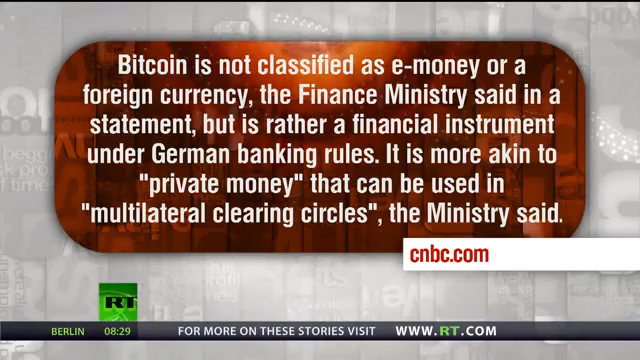 Bitcoin is not classified as e-money or a
foreign currency, the Finance Ministry said in a
statement, but is rather a financial instrument
under German banking rules. It is more akin to
"private money" that can be used in
"multilateral clearing circles", the Ministry said.
cnbc.com
RT
BERLIN 08:29 FOR MORE ON THESE STORIES VISIT WWW.RT.COM